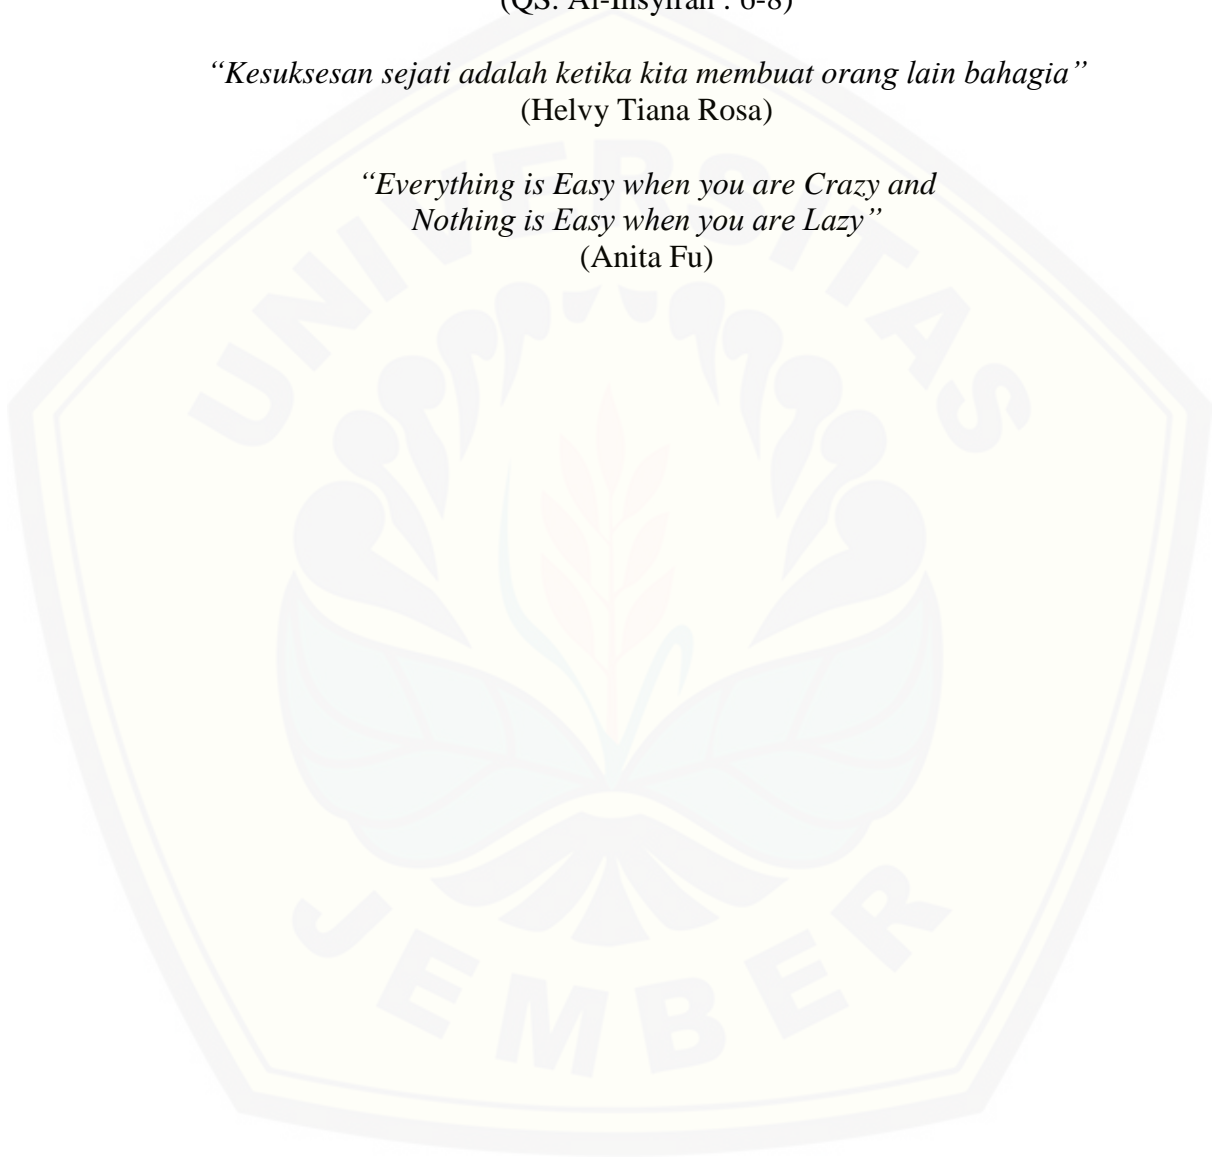 (QS. Al-Insyirah : 6-8)
“Kesuksesan sejati adalah ketika kita membuat orang lain bahagia”
(Helvy Tiana Rosa)
“Everything is Easy when you are Crazy and
Nothing is Easy when you are Lazy”
(Anita Fu)
UNIVERSITAS
JEMBER